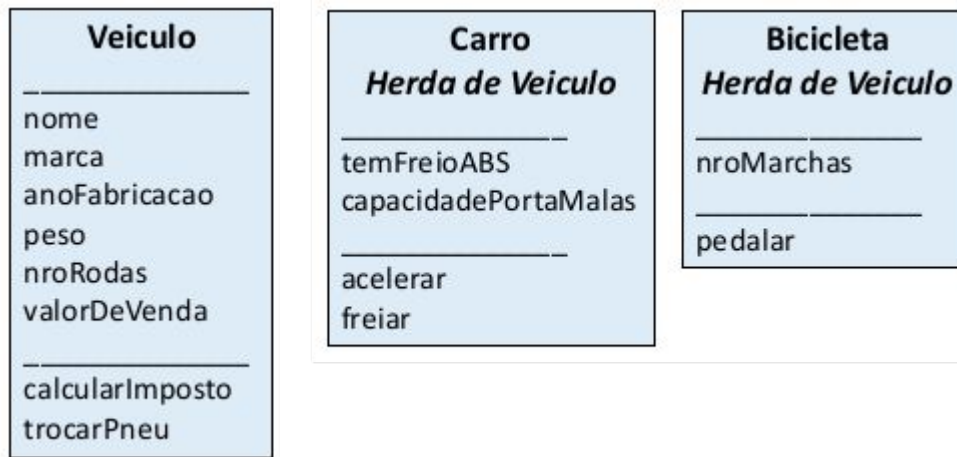 Veiculo
nome
marca
anoFabricacao
peso
nroRodas
valorDeVenda
calcularImposto
trocarPneu
Carro
Herda de Veiculo
temFreioABS
capacidadePortaMalas
acelerar
freiar
Bicicleta
Herda de Veiculo
nroMarchas
pedalar